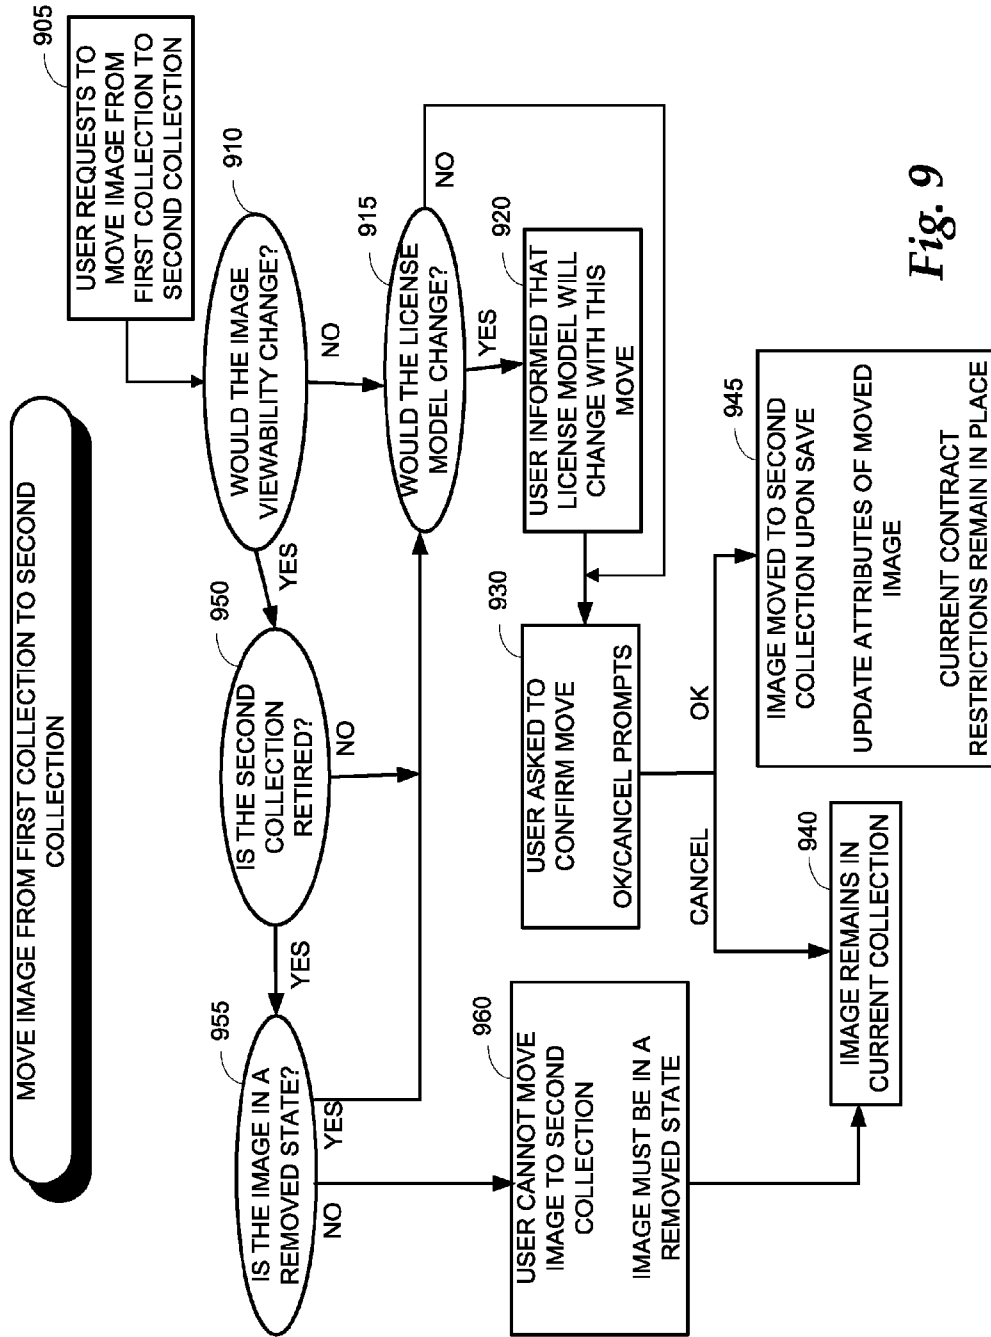 MOVE IMAGE FROM FIRST COLLECTION TO SECOND
COLLECTION
905
USER REQUESTS TO
MOVE IMAGE FROM
FIRST COLLECTION TO
SECOND COLLECTION
910
WOULD THE IMAGE
VIEWABILITY CHANGE?
YES
NO
950
IS THE SECOND
COLLECTION
RETIRED?
YES
NO
955
IS THE IMAGE IN A
REMOVED STATE?
YES
NO
915
WOULD THE LICENSE
MODEL CHANGE?
NO
YES
920
USER INFORMED THAT
LICENSE MODEL WILL
CHANGE WITH THIS
MOVE
930
USER ASKED TO
CONFIRM MOVE
OK/CANCEL PROMPTS
960
USER CANNOT MOVE
IMAGE TO SECOND
COLLECTION
IMAGE MUST BE IN A
REMOVED STATE
CANCEL
OK
940
IMAGE REMAINS IN
CURRENT COLLECTION
945
IMAGE MOVED TO SECOND
COLLECTION UPON SAVE
UPDATE ATTRIBUTES OF MOVED
IMAGE
CURRENT CONTRACT
RESTRICTIONS REMAIN IN PLACE
Fig. 9